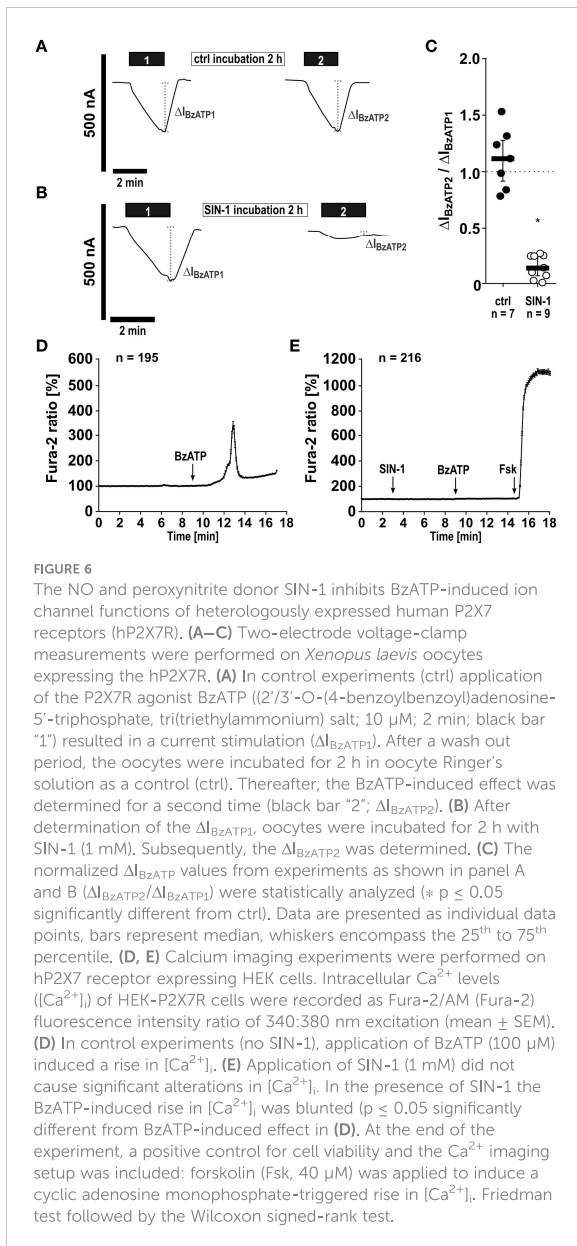 A
1
ctrl incubation 2 h
2
500 nA
ΔI_BzATP1
ΔI_BzATP2
2 min
B
1
SIN-1 incubation 2 h
2
500 nA
ΔI_BzATP1
ΔI_BzATP2
2 min
C
ΔI_BzATP2 / ΔI_BzATP1
2.0
1.5
1.0
0.5
0
*
ctrl
n = 7
SIN-1
n = 9
D
n = 195
Fura-2 ratio [%]
600
500
400
300
200
100
0
BzATP
0 2 4 6 8 10 12 14 16 18
Time [min]
E
n = 216
Fura-2 ratio [%]
1200
1000
800
600
400
200
0
SIN-1
BzATP
Fsk
0 2 4 6 8 10 12 14 16 18
Time [min]
FIGURE 6
The NO and peroxynitrite donor SIN-1 inhibits BzATP-induced ion
channel functions of heterologously expressed human P2X7
receptors (hP2X7R). (A–C) Two-electrode voltage-clamp
measurements were performed on Xenopus laevis oocytes
expressing the hP2X7R. (A) In control experiments (ctrl) application
of the P2X7R agonist BzATP ((2’/3’-O-(4-benzoylbenzoyl)adenosine-
5’-triphosphate, tri(triethylammonium) salt; 10 μM; 2 min; black bar
“1”) resulted in a current stimulation (ΔI_BzATP1). After a wash out
period, the oocytes were incubated for 2 h in oocyte Ringer’s
solution as a control (ctrl). Thereafter, the BzATP-induced effect was
determined for a second time (black bar “2”; ΔI_BzATP2). (B) After
determination of the ΔI_BzATP1, oocytes were incubated for 2 h with
SIN-1 (1 mM). Subsequently, the ΔI_BzATP2 was determined. (C) The
normalized ΔI_BzATP values from experiments as shown in panel A
and B (ΔI_BzATP2/ΔI_BzATP1) were statistically analyzed (* p ≤ 0.05
significantly different from ctrl). Data are presented as individual data
points, bars represent median, whiskers encompass the 25th to 75th
percentile. (D, E) Calcium imaging experiments were performed on
hP2X7 receptor expressing HEK cells. Intracellular Ca²⁺ levels
([Ca²⁺]ᵢ) of HEK-P2X7R cells were recorded as Fura-2/AM (Fura-2)
fluorescence intensity ratio of 340:380 nm excitation (mean ± SEM).
(D) In control experiments (no SIN-1), application of BzATP (100 μM)
induced a rise in [Ca²⁺]ᵢ. (E) Application of SIN-1 (1 mM) did not
cause significant alterations in [Ca²⁺]ᵢ. In the presence of SIN-1 the
BzATP-induced rise in [Ca²⁺]ᵢ was blunted (p ≤ 0.05 significantly
different from BzATP-induced effect in (D). At the end of the
experiment, a positive control for cell viability and the Ca²⁺ imaging
setup was included: forskolin (Fsk, 40 μM) was applied to induce a
cyclic adenosine monophosphate-triggered rise in [Ca²⁺]ᵢ. Friedman
test followed by the Wilcoxon signed-rank test.